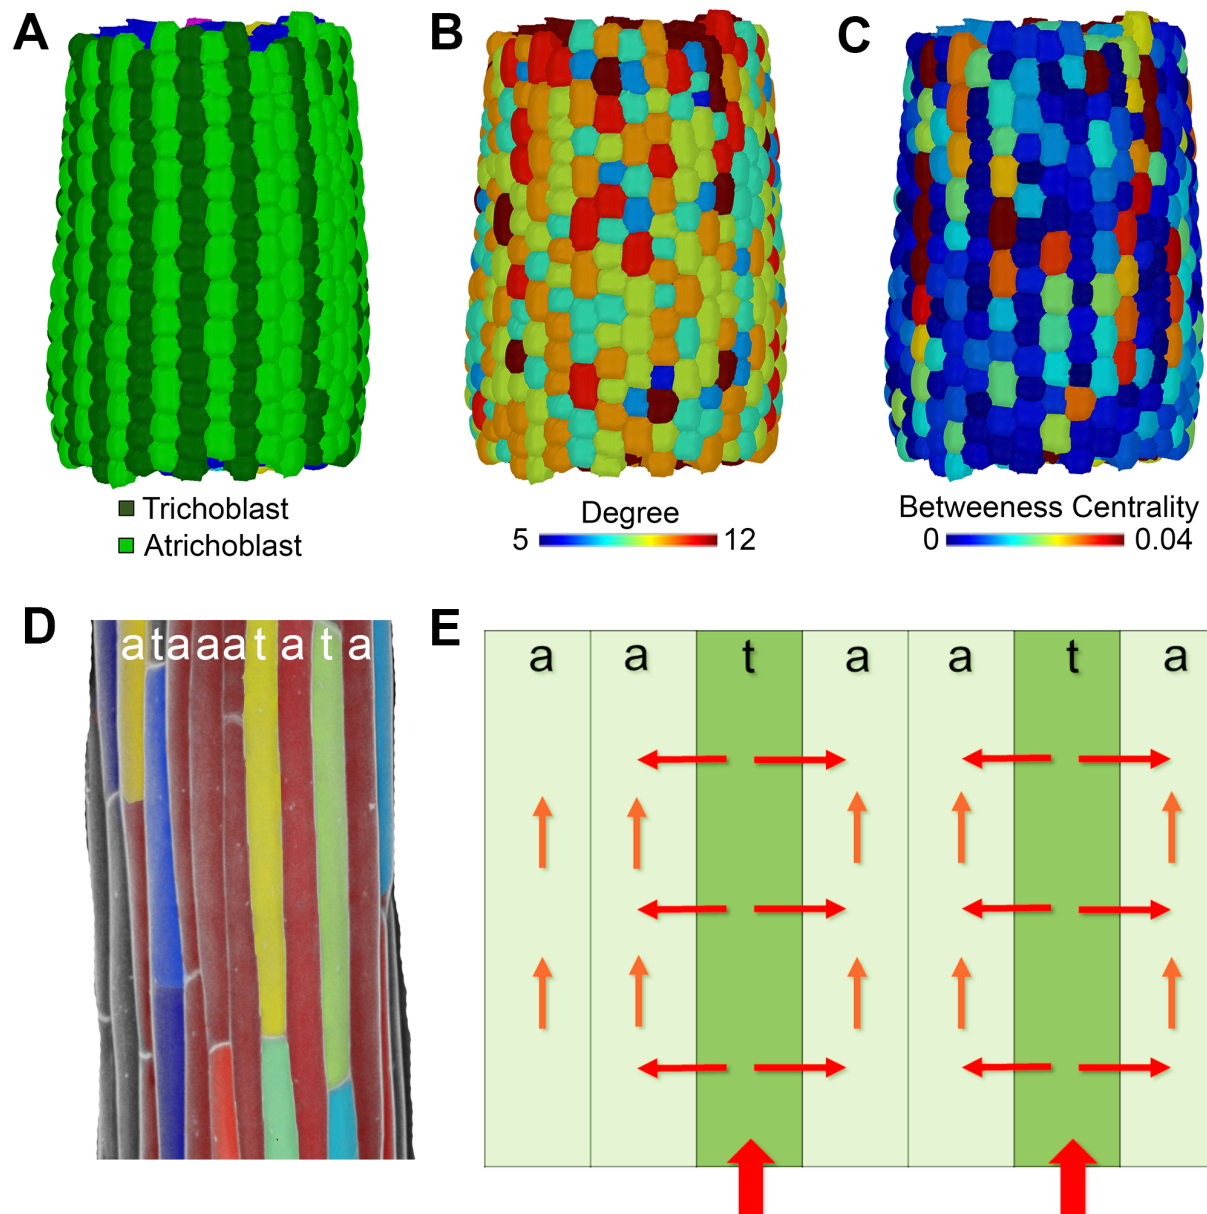 A
B
C
Trichoblast
Atrichoblast
Degree
5
12
Betweeness Centrality
0
0.04
D
a t a a a t a t a
E
a a t a a t a